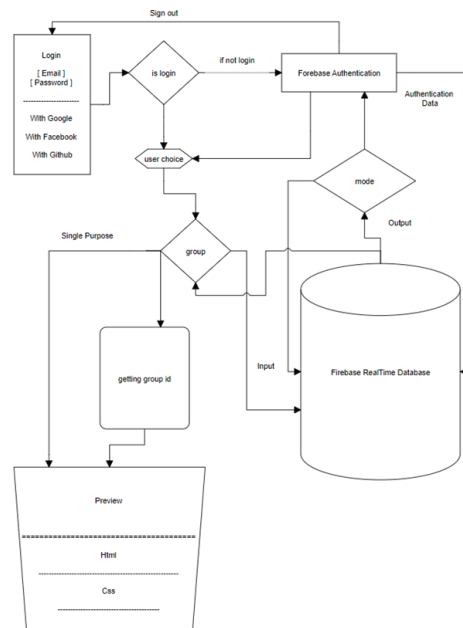 Sign out
Login
[ Email ]
[ Password ]
------------------------
With Google
With Facebook
With Github
is login
if not login
Forebase Authentication
Authentication
Data
user choice
mode
Output
Single Purpose
group
getting group id
Input
Firebase RealTime Database
Preview
==========================================
Html
------------------------------------------
Css
------------------------------